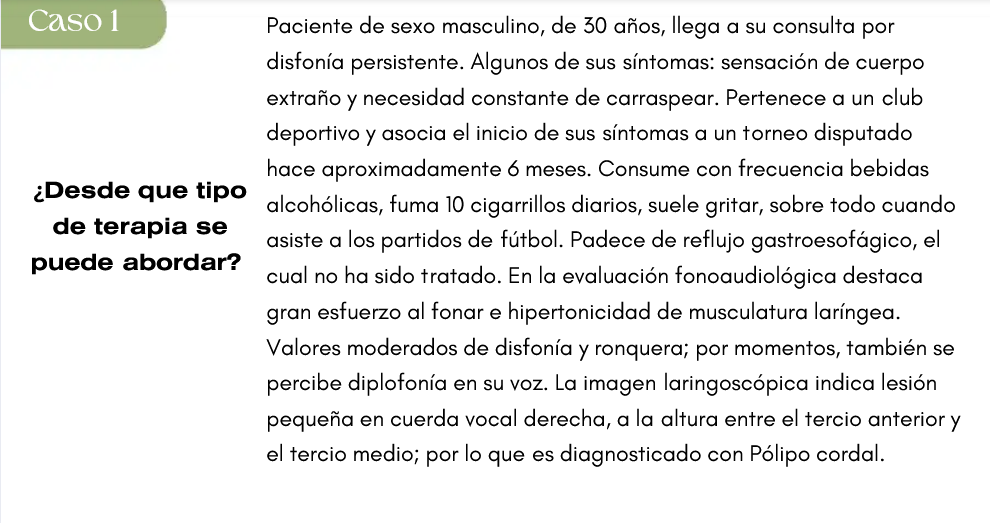 Caso 1
¿Desde que tipo
de terapia se
puede abordar?
Paciente de sexo masculino, de 30 años, llega a su consulta por
disfonía persistente. Algunos de sus síntomas: sensación de cuerpo
extraño y necesidad constante de carraspear. Pertenece a un club
deportivo y asocia el inicio de sus síntomas a un torneo disputado
hace aproximadamente 6 meses. Consume con frecuencia bebidas
alcohólicas, fuma 10 cigarrillos diarios, suele gritar, sobre todo cuando
asiste a los partidos de fútbol. Padece de reflujo gastroesofágico, el
cual no ha sido tratado. En la evaluación fonoaudiológica destaca
gran esfuerzo al fonar e hipertonicidad de musculatura laríngea.
Valores moderados de disfonía y ronquera; por momentos, también se
percibe diplofonía en su voz. La imagen laringoscópica indica lesión
pequeña en cuerda vocal derecha, a la altura entre el tercio anterior y
el tercio medio; por lo que es diagnosticado con Pólipo cordal.